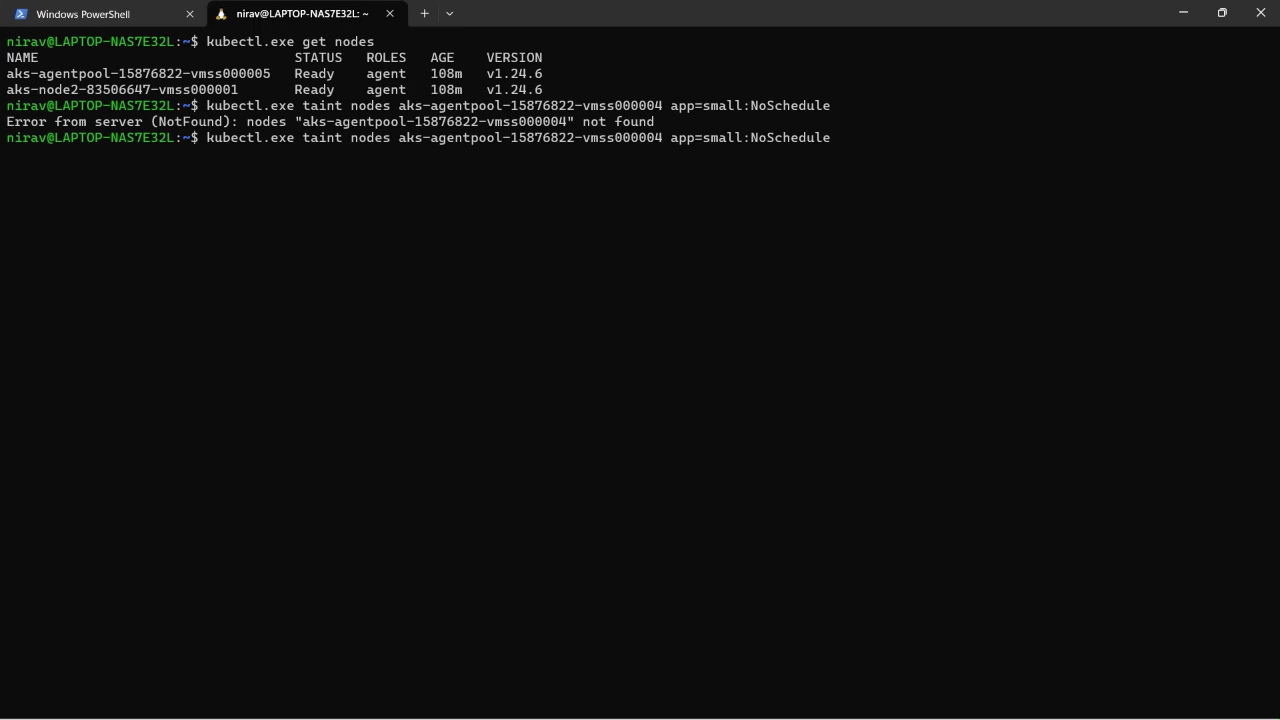 Windows PowerShell
nirav@LAPTOP-NAS7E32L: ~
nirav@LAPTOP-NAS7E32L:~$ kubectl.exe get nodes
NAME STATUS ROLES AGE VERSION
aks-agentpool-15876822-vmss000005 Ready agent 108m v1.24.6
aks-node2-83506647-vmss000001 Ready agent 108m v1.24.6
nirav@LAPTOP-NAS7E32L:~$ kubectl.exe taint nodes aks-agentpool-15876822-vmss000004 app=small:NoSchedule
Error from server (NotFound): nodes "aks-agentpool-15876822-vmss000004" not found
nirav@LAPTOP-NAS7E32L:~$ kubectl.exe taint nodes aks-agentpool-15876822-vmss000004 app=small:NoSchedule